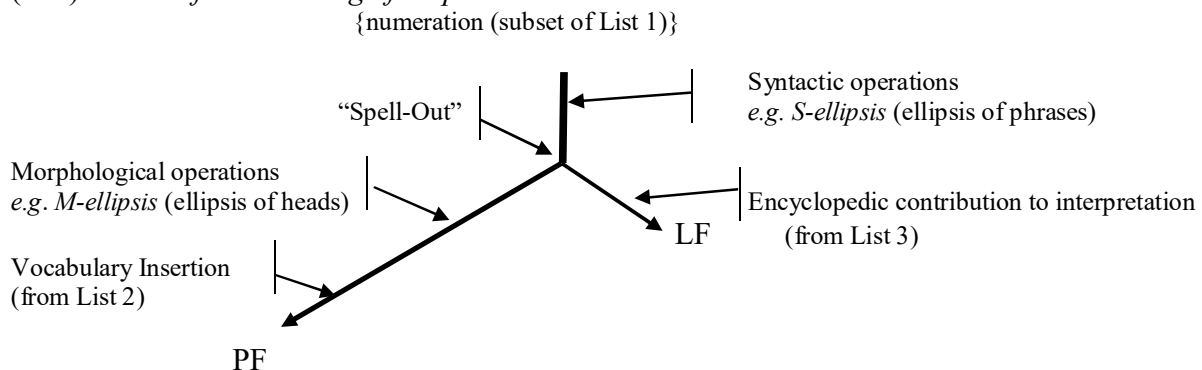 {numeration (subset of List 1)}
Syntactic operations
e.g. S-ellipsis (ellipsis of phrases)
“Spell-Out”
Morphological operations
e.g. M-ellipsis (ellipsis of heads)
Encyclopedic contribution to interpretation
(from List 3)
LF
Vocabulary Insertion
(from List 2)
PF